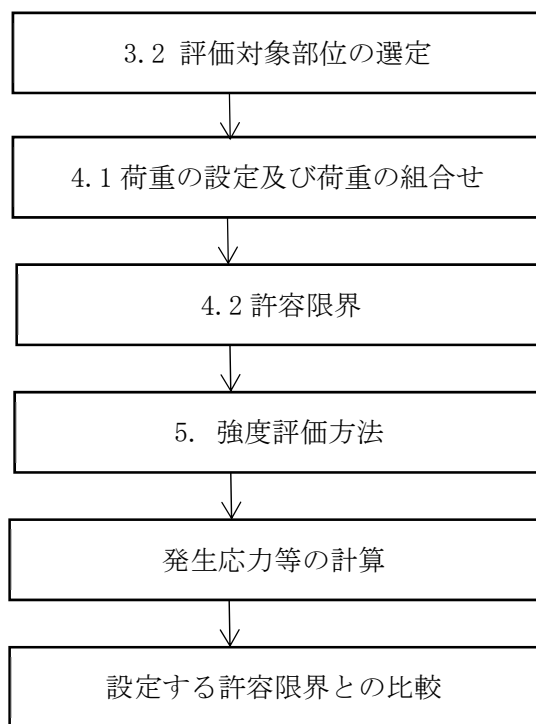 3.2 評価対象部位の選定
4.1 荷重の設定及び荷重の組合せ
4.2 許容限界
5. 強度評価方法
発生応力等の計算
設定する許容限界との比較